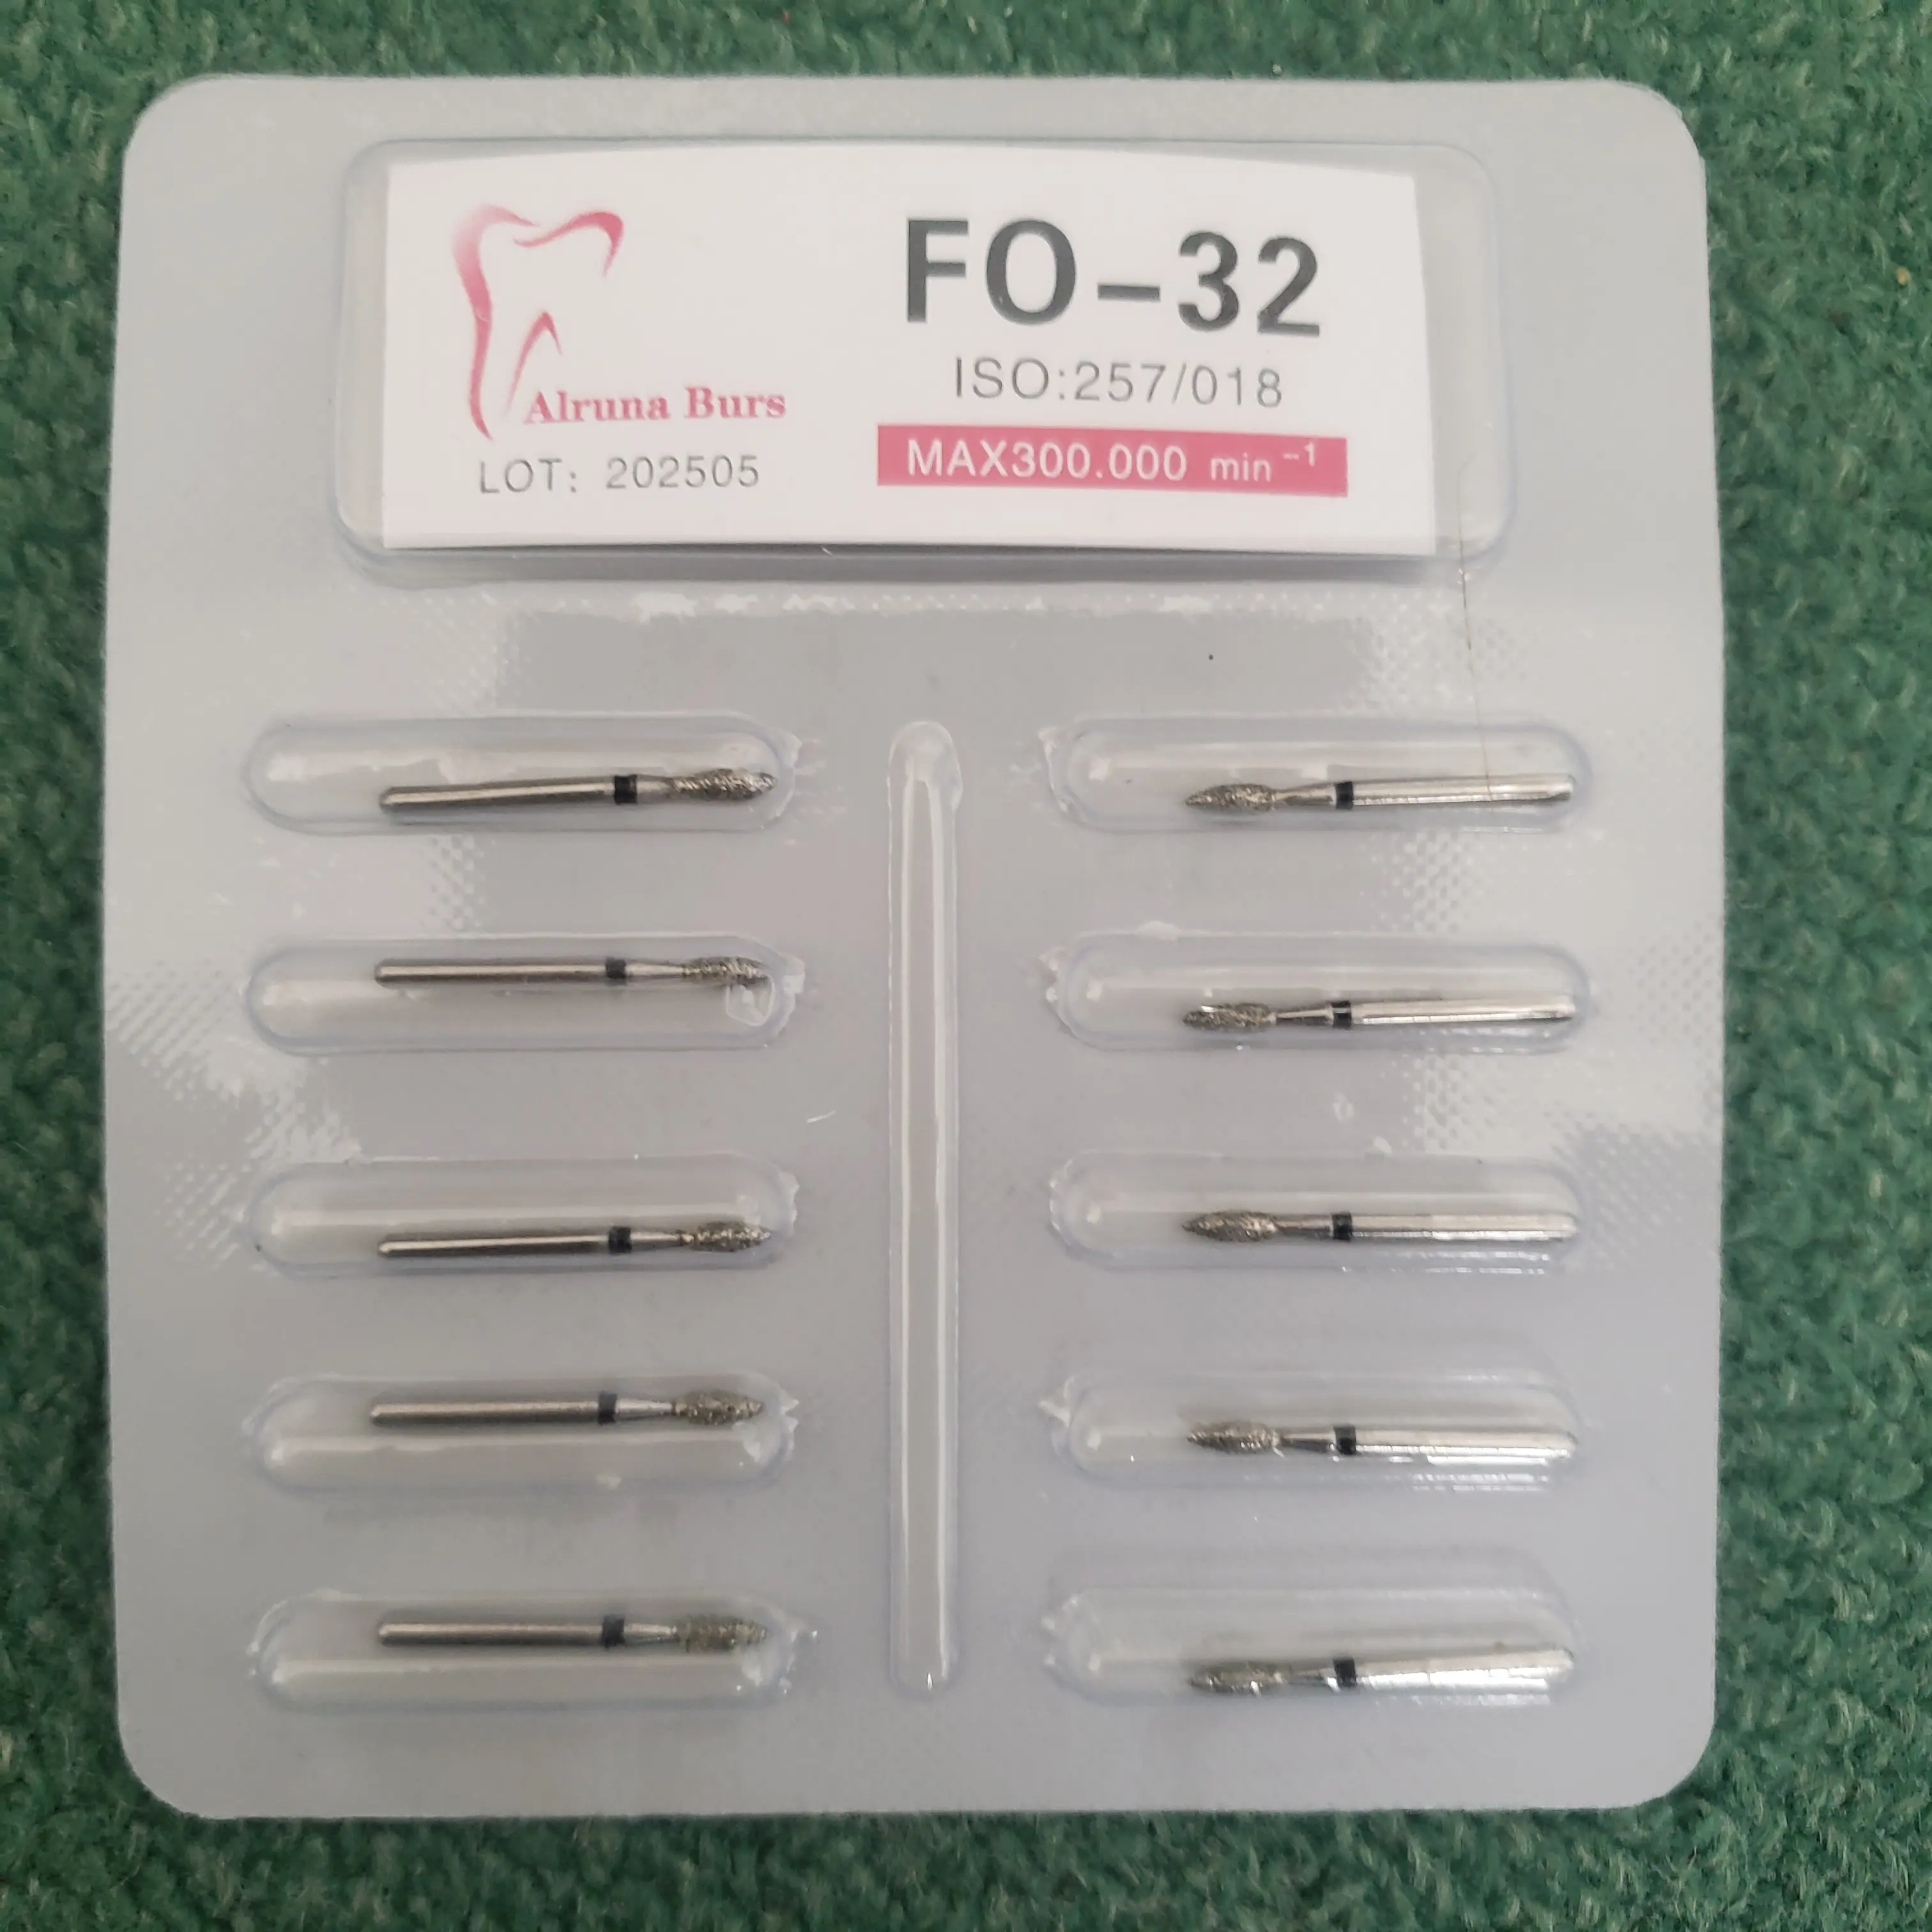 Alruna Burs
LOT: 202505
FO-32
ISO:257/018
MAX300.000 min⁻¹